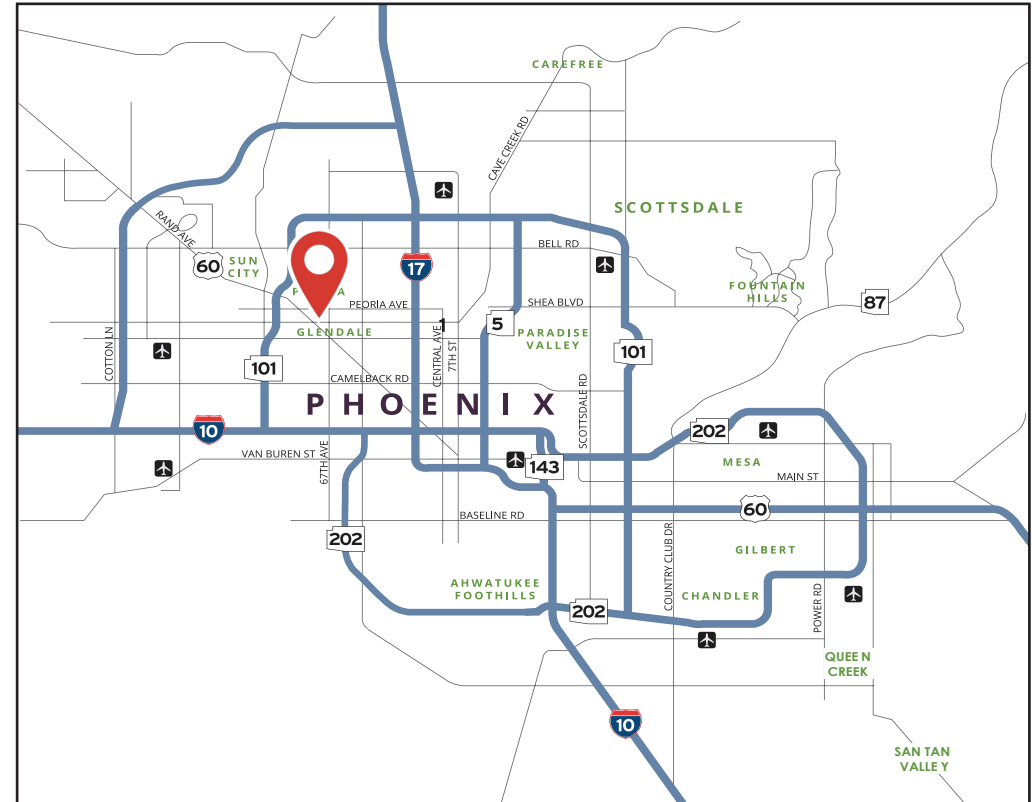 CAREFREE
CAVE CREEK RD
SCOTTSDALE
RAND AVE
BELL RD
60
SUN
CITY
17
FOUNTAIN
HILLS
87
PEORIA AVE
SHEA BLVD
GLENDALE
1
5
PARADISE
VALLEY
COTTON LN
101
CENTRAL AVE
7TH ST
101
CAMELBACK RD
SCOTTSDALE RD
PHOENIX
10
202
VAN BUREN ST
67TH AVE
143
MESA
MAIN ST
BASELINE RD
60
202
COUNTRY CLUB DR
GILBERT
AHWATUKEE
FOOTHILLS
202
CHANDLER
POWER RD
QUEE N
CREEK
10
SAN TAN
VALLE Y